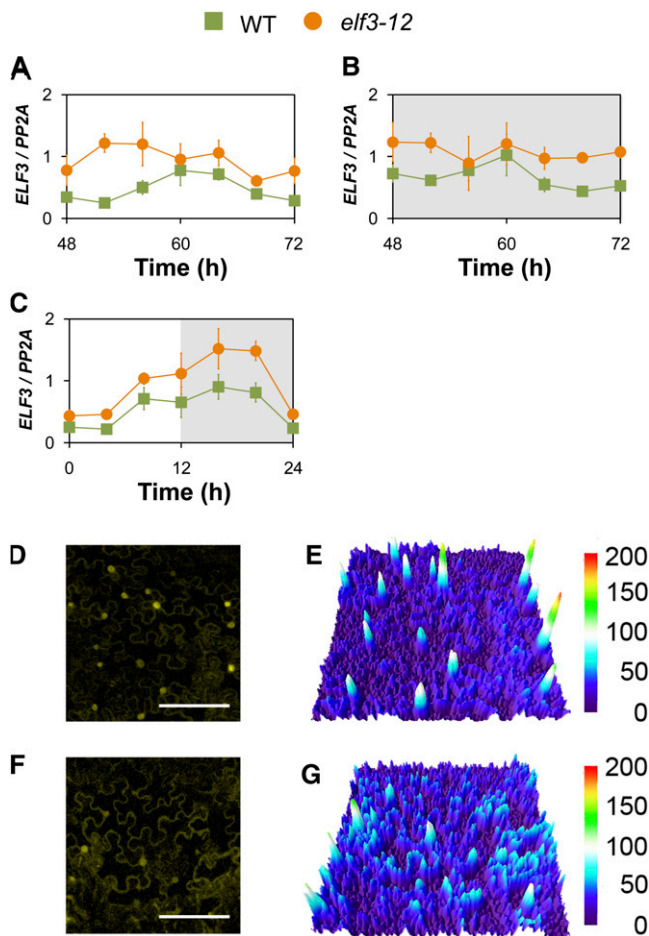 WT elf3-12
A B
2 2
ELF3 / PP2A 1 ELF3 / PP2A 1
0 0
48 60 72 48 60 72
Time (h) Time (h)
C
2
ELF3 / PP2A 1
0
0 12 24
Time (h)
D E
200
150
100
50
0
F G
200
150
100
50
0